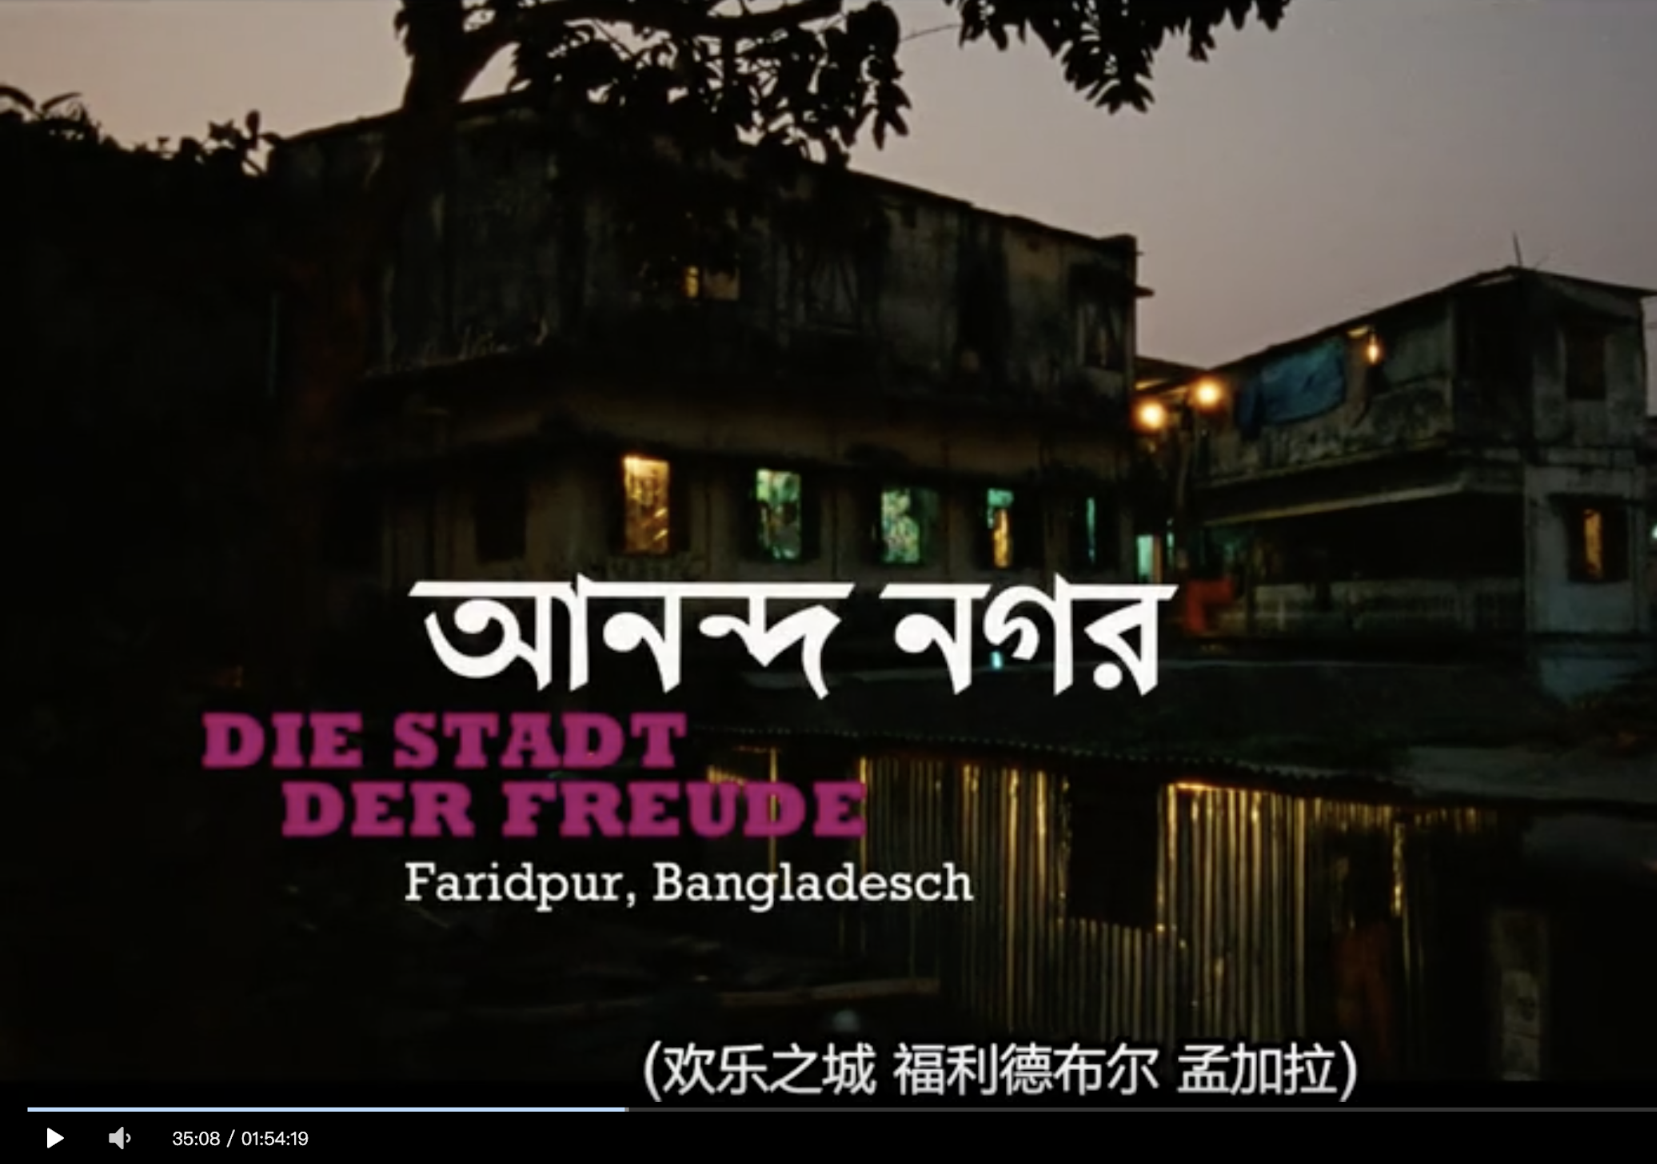 আনন্দ নগর
DIE STADT
DER FREUDE
Faridpur, Bangladesch
(欢乐之城 福利德布尔 孟加拉)
35:08 / 01:54:19